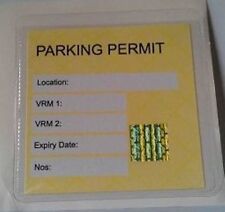 PARKING PERMIT
Location:
VRM 1:
VRM 2:
Expiry Date:
Nos: